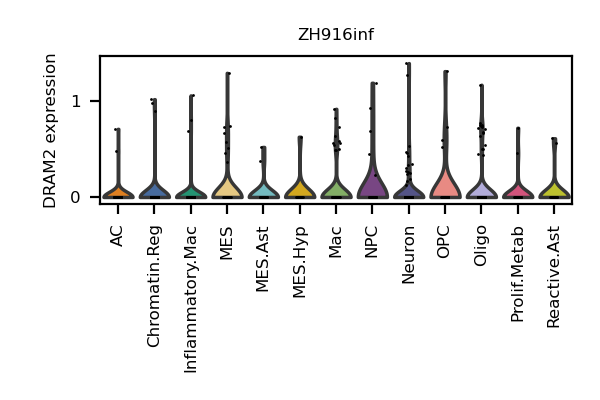 ZH916inf
DRAM2 expression
1
0
AC
Chromatin.Reg
Inflammatory.Mac
MES
MES.Ast
MES.Hyp
Mac
NPC
Neuron
OPC
Oligo
Prolif.Metab
Reactive.Ast